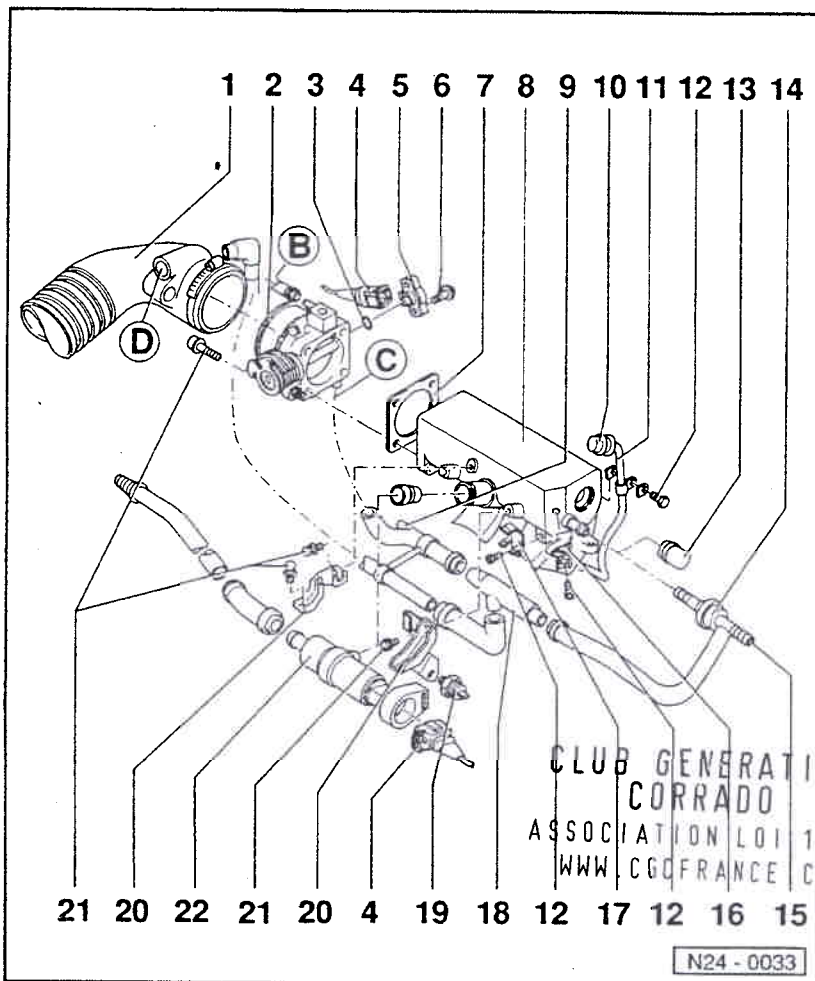 1 2 3 4 5 6 7 8 9 10 11 12 13 14
B
D
C
CLUB GENERATI
CORRADO
ASSOCIATION LOI 1
WWW.CGCFRANCE C
21 20 22 21 20 4 19 18 12 17 12 16 15
N24 - 0033